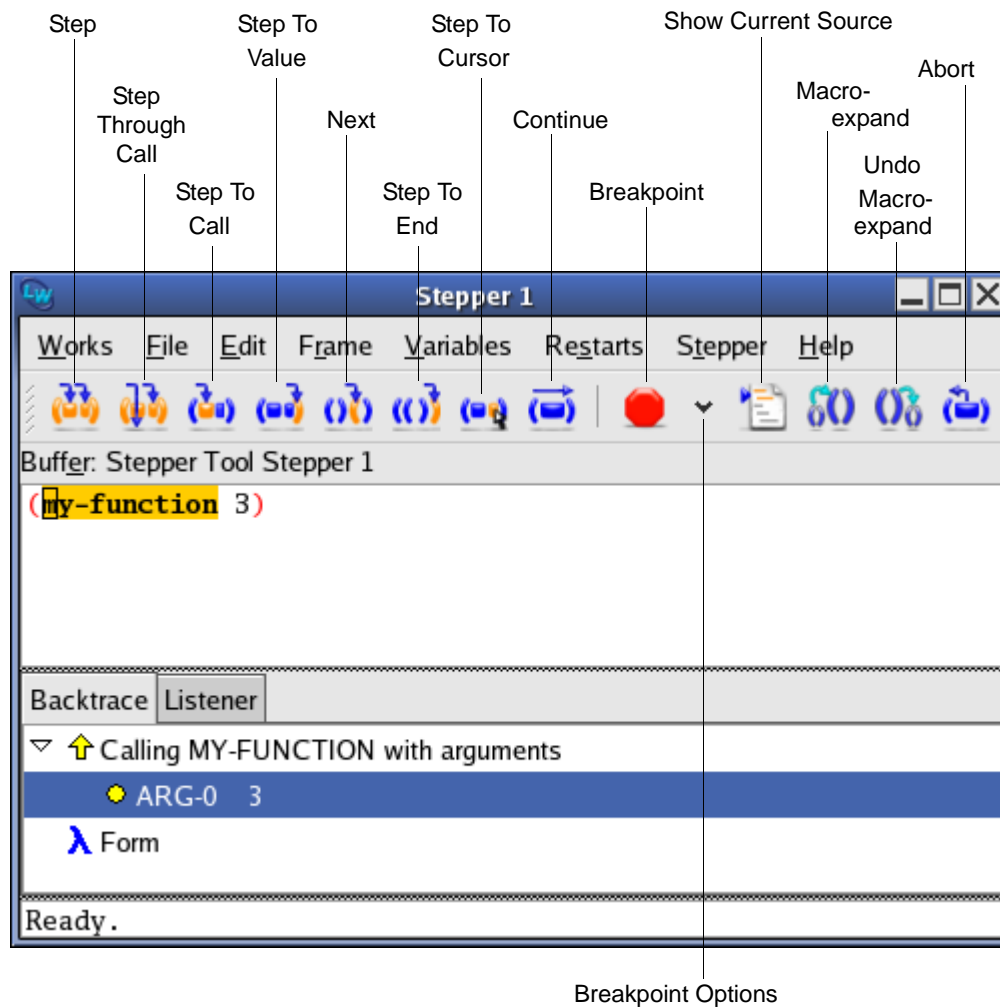 Step
Step To
Value
Step To
Cursor
Show Current Source
Abort
Step
Through
Call
Next
Continue
Macro-
expand
Step To
Call
Step To
End
Breakpoint
Undo
Macro-
expand
LW
Stepper 1
Works File Edit Frame Variables Restarts Stepper Help
Buffer: Stepper Tool Stepper 1
(my-function 3)
Backtrace Listener
Calling MY-FUNCTION with arguments
ARG-0 3
λ Form
Ready.
Breakpoint Options